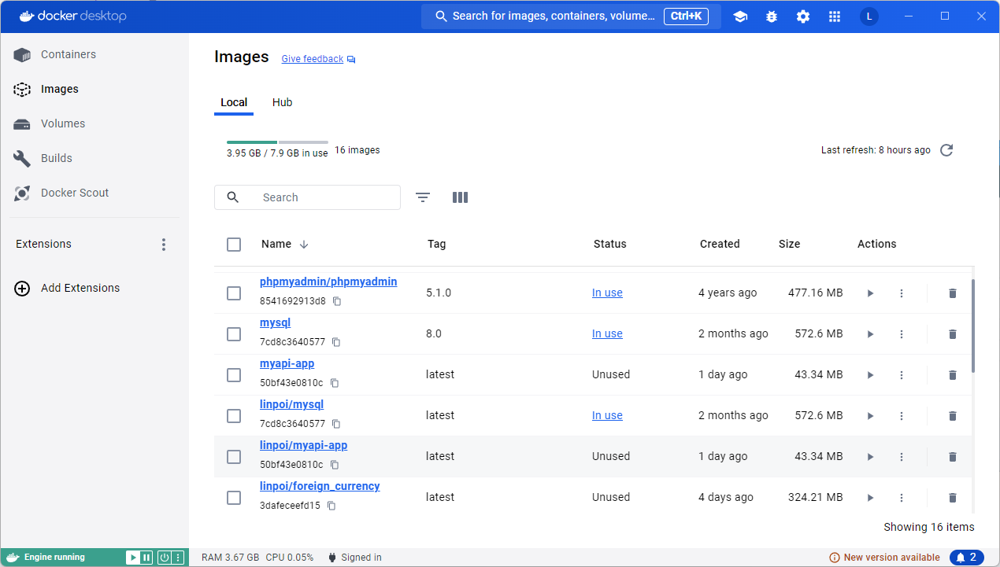 docker desktop
Search for images, containers, volume... Ctrl+K
L
Containers
Images
Volumes
Builds
Docker Scout
Extensions
Add Extensions
Images Give feedback
Local Hub
3.95 GB / 7.9 GB in use 16 images
Last refresh: 8 hours ago
Search
Name Tag Status Created Size Actions
phpmyadmin/phpmyadmin
8541692913d8
5.1.0 In use 4 years ago 477.16 MB
mysql
7cd8c3640577
8.0 In use 2 months ago 572.6 MB
myapi-app
50bf43e0810c
latest Unused 1 day ago 43.34 MB
linpoi/mysql
7cd8c3640577
latest In use 2 months ago 572.6 MB
linpoi/myapi-app
50bf43e0810c
latest Unused 1 day ago 43.34 MB
linpoi/foreign_currency
3dafeceefd15
latest Unused 4 days ago 324.21 MB
Showing 16 items
Engine running
RAM 3.67 GB CPU 0.05% Signed in
New version available 2